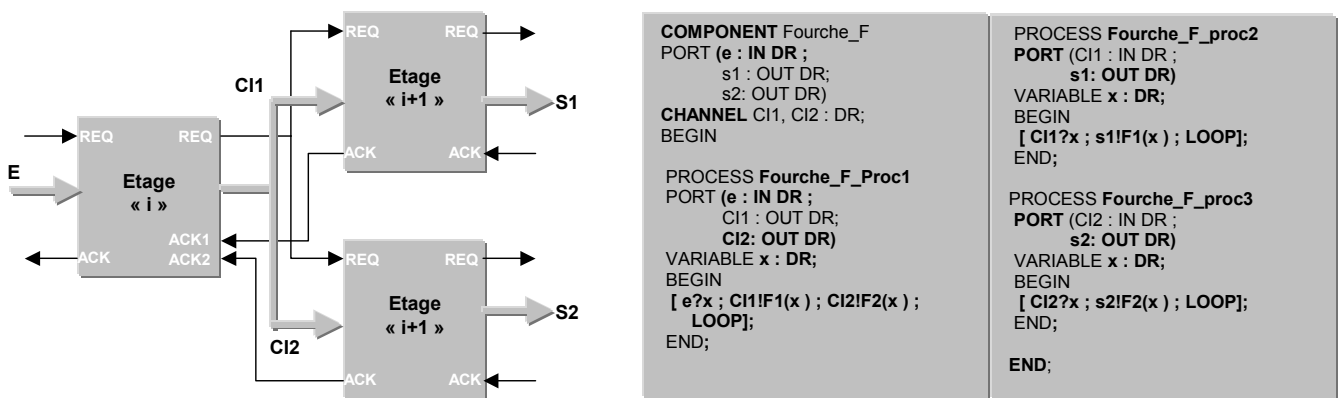 REQ REQ
Etage
« i+1 »
ACK ACK
CI1
S1
REQ REQ
E
Etage
« i »
ACK1
ACK ACK2
REQ REQ
Etage
« i+1 »
ACK ACK
CI2
S2
COMPONENT Fourche_F
PORT (e : IN DR ;
s1 : OUT DR;
s2: OUT DR)
CHANNEL CI1, CI2 : DR;
BEGIN
PROCESS Fourche_F_Proc1
PORT (e : IN DR ;
CI1 : OUT DR;
CI2: OUT DR)
VARIABLE x : DR;
BEGIN
[ e?x ; CI1!F1(x ) ; CI2!F2(x ) ;
LOOP];
END;
PROCESS Fourche_F_proc2
PORT (CI1 : IN DR ;
s1: OUT DR)
VARIABLE x : DR;
BEGIN
[ CI1?x ; s1!F1(x ) ; LOOP];
END;
PROCESS Fourche_F_proc3
PORT (CI2 : IN DR ;
s2: OUT DR)
VARIABLE x : DR;
BEGIN
[ CI2?x ; s2!F2(x ) ; LOOP];
END;
END;